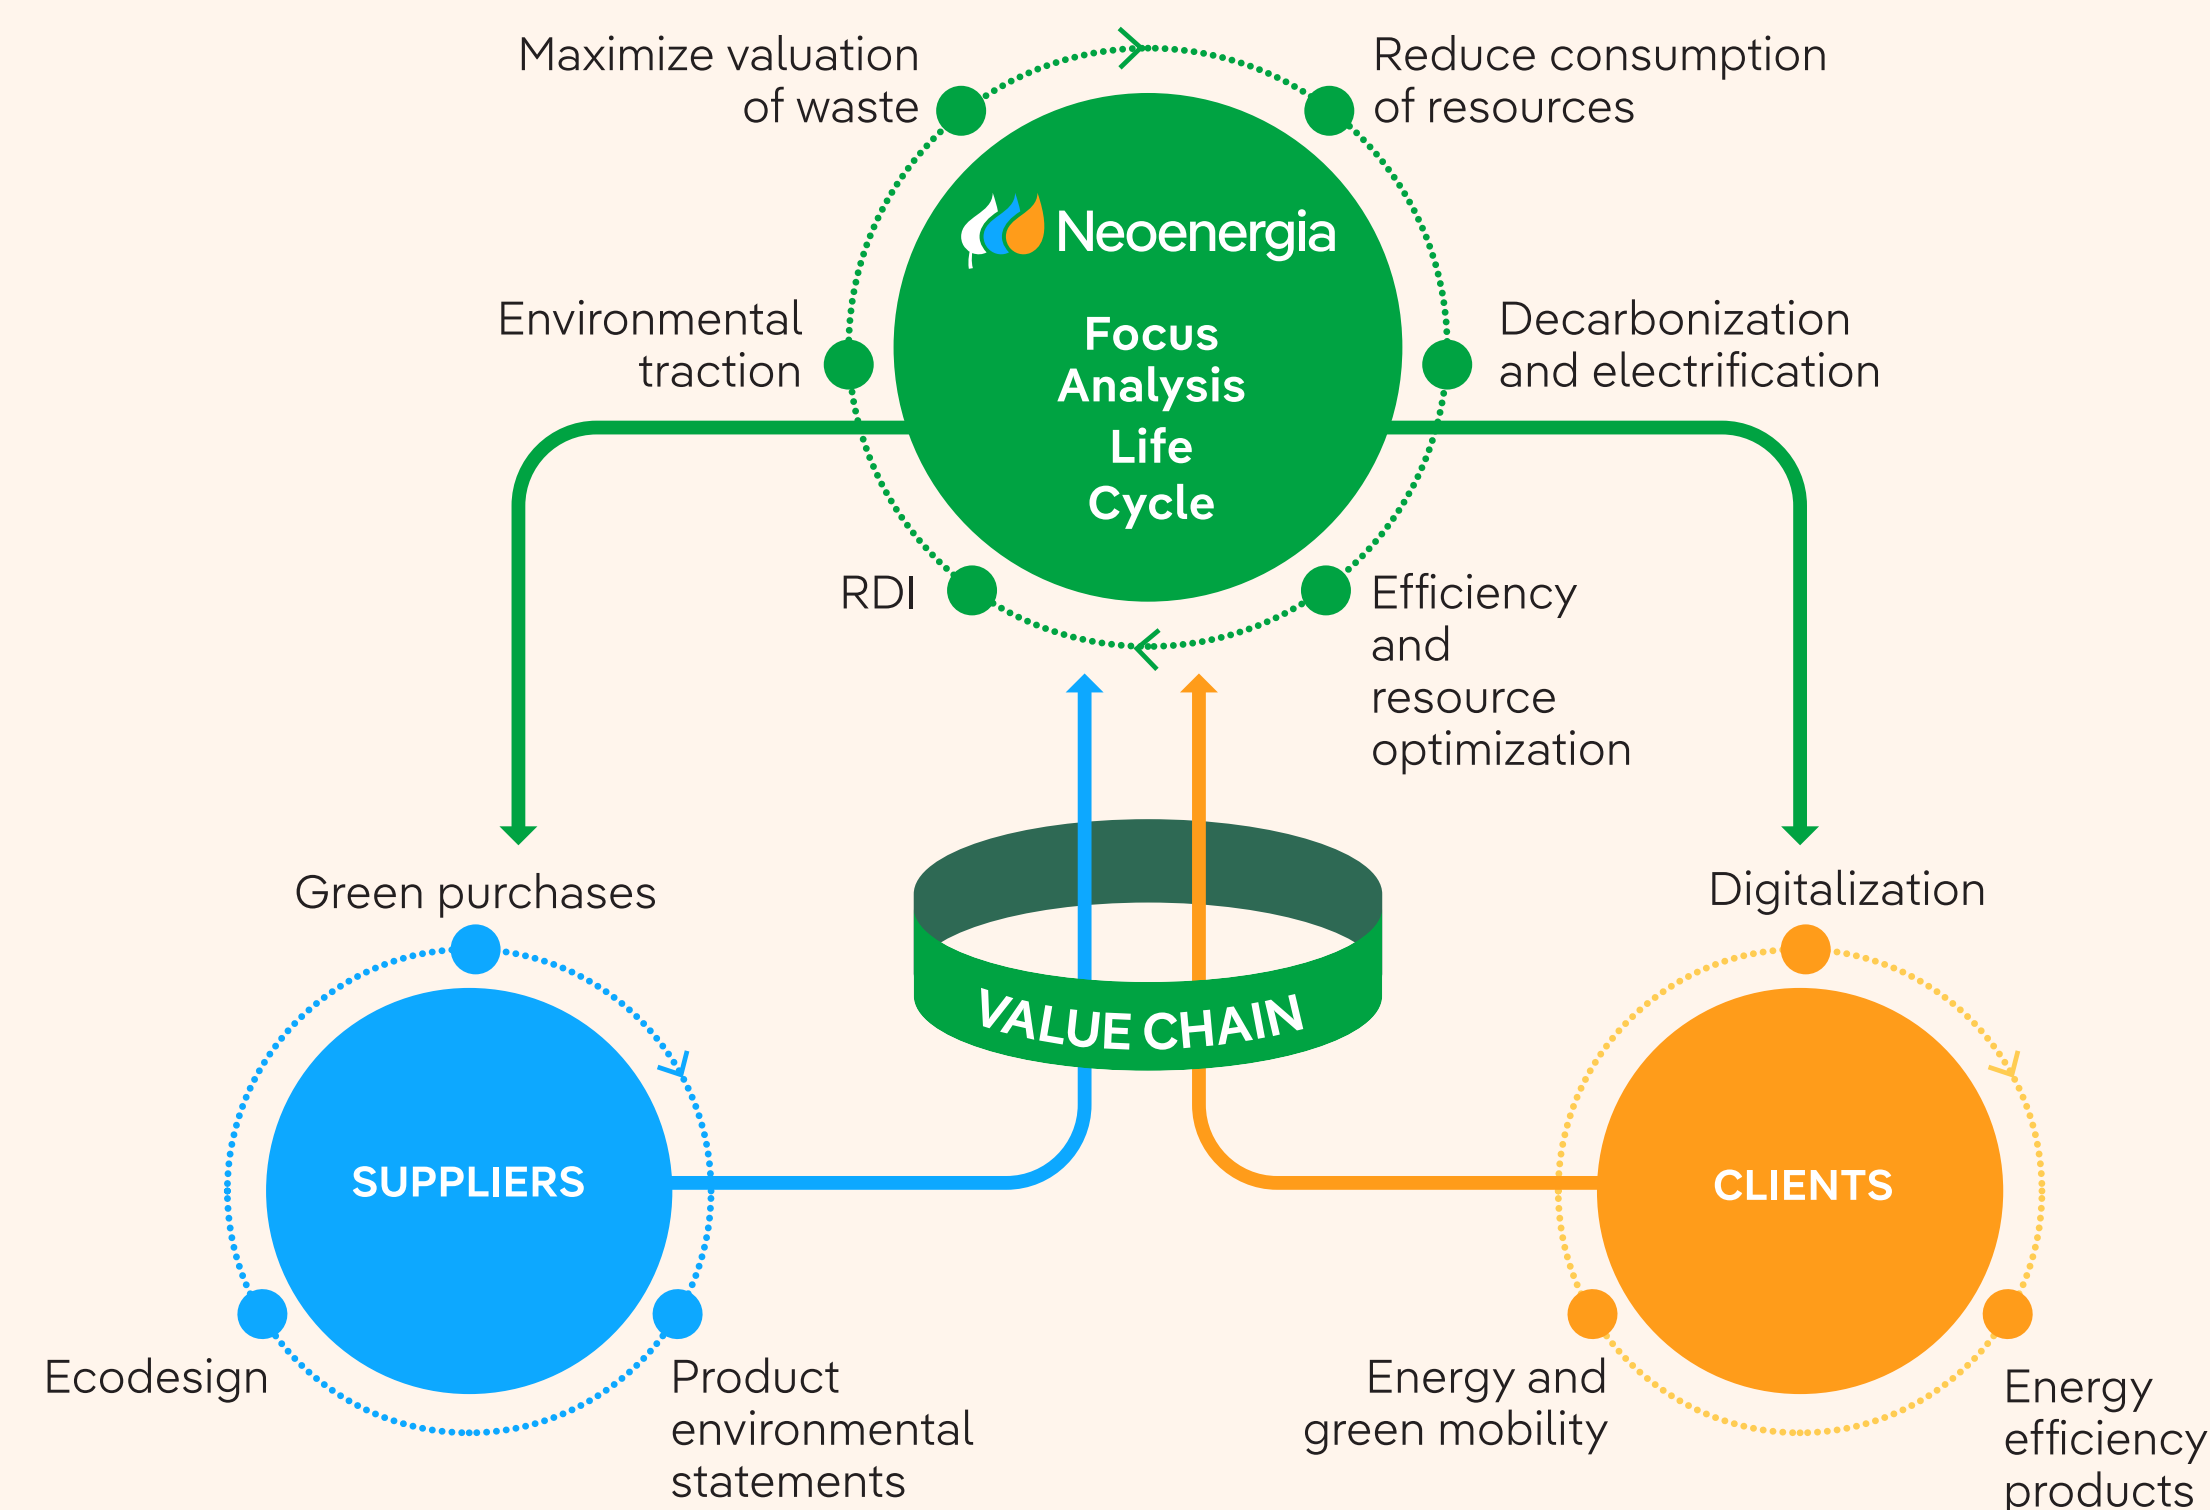 Maximize valuation
of waste
Reduce consumption
of resources
Neoenergia
Focus
Analysis
Life
Cycle
Environmental
traction
Decarbonization
and electrification
RDI
Efficiency
and
resource
optimization
Green purchases
Digitalization
VALUE CHAIN
SUPPLIERS
CLIENTS
Ecodesign
Product
environmental
statements
Energy and
green mobility
Energy
efficiency
products